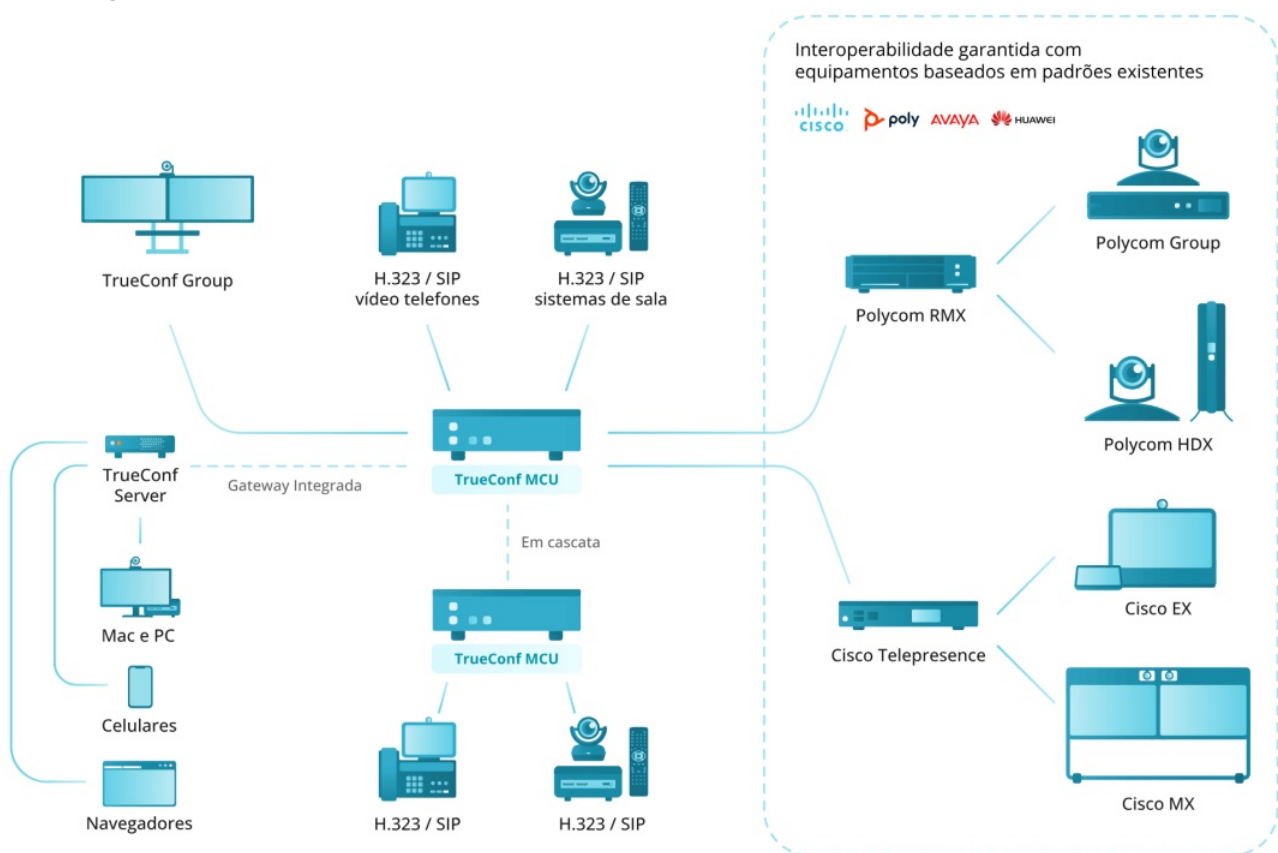 Interoperabilidade garantida com
equipamentos baseados em padrões existentes
CISCO
poly
AVAYA
HUAWEI
TrueConf Group
H.323 / SIP
vídeo telefones
H.323 / SIP
sistemas de sala
Polycom RMX
Polycom Group
Polycom HDX
TrueConf
Server
Gateway Integrada
TrueConf MCU
Em cascata
Mac e PC
TrueConf MCU
Cisco Telepresence
Cisco EX
Celulares
Navegadores
H.323 / SIP
H.323 / SIP
Cisco MX